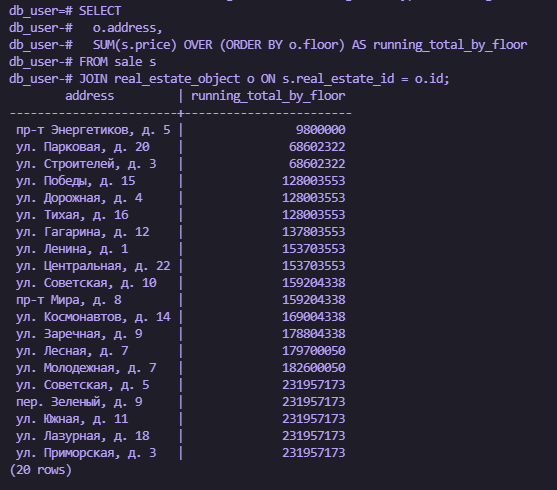 db_user=# SELECT
db_user-#   o.address,
db_user-#   SUM(s.price) OVER (ORDER BY o.floor) AS running_total_by_floor
db_user-# FROM sale s
db_user-# JOIN real_estate_object o ON s.real_estate_id = o.id;
        address         | running_total_by_floor
------------------------+------------------------
 пр-т Энергетиков, д. 5 |                9800000
 ул. Парковая, д. 20    |               68602322
 ул. Строителей, д. 3   |               68602322
 ул. Победы, д. 15      |              128003553
 ул. Дорожная, д. 4     |              128003553
 ул. Тихая, д. 16       |              128003553
 ул. Гагарина, д. 12    |              137803553
 ул. Ленина, д. 1       |              153703553
 ул. Центральная, д. 22 |              153703553
 ул. Советская, д. 10   |              159204338
 пр-т Мира, д. 8        |              159204338
 ул. Космонавтов, д. 14 |              169004338
 ул. Заречная, д. 9     |              178804338
 ул. Лесная, д. 7       |              179700050
 ул. Молодежная, д. 7   |              182600050
 ул. Советская, д. 5    |              231957173
 пер. Зеленый, д. 9     |              231957173
 ул. Южная, д. 11       |              231957173
 ул. Лазурная, д. 18    |              231957173
 ул. Приморская, д. 3   |              231957173
(20 rows)